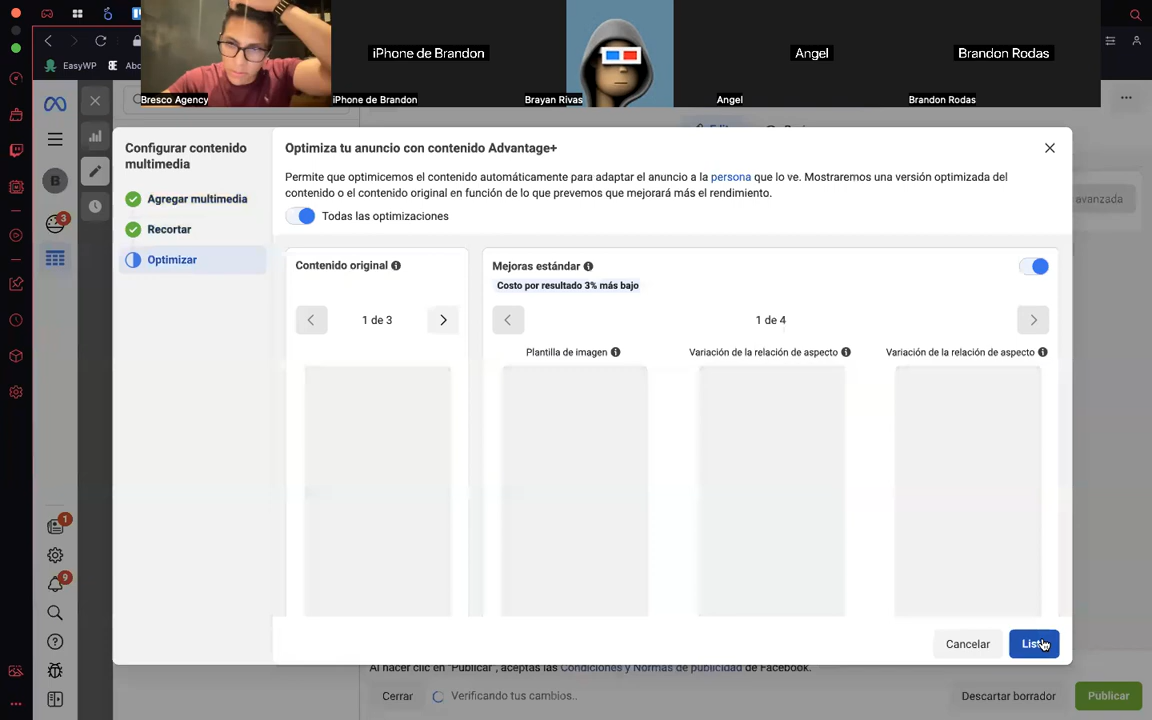 EasyWP
Abo
iPhone de Brandon
Angel
Brandon Rodas
Bresco Agency
iPhone de Brandon
Brayan Rivas
Angel
Brandon Rodas
Configurar contenido
multimedia
Agregar multimedia
Recortar
Optimizar
Optimiza tu anuncio con contenido Advantage+
Permite que optimicemos el contenido automáticamente para adaptar el anuncio a la persona que lo ve. Mostraremos una versión optimizada del
contenido o el contenido original en función de lo que prevemos que mejorará más el rendimiento.
Todas las optimizaciones
avanzada
Contenido original
1 de 3
Mejoras estándar
Costo por resultado 3% más bajo
1 de 4
Plantilla de imagen
Variación de la relación de aspecto
Variación de la relación de aspecto
B
3
1
9
Cancelar
Al hacer clic en "Publicar", aceptas las Condiciones y Normas de publicidad de Facebook.
Cerrar
Verificando tus cambios..
Descartar borrador
Publicar